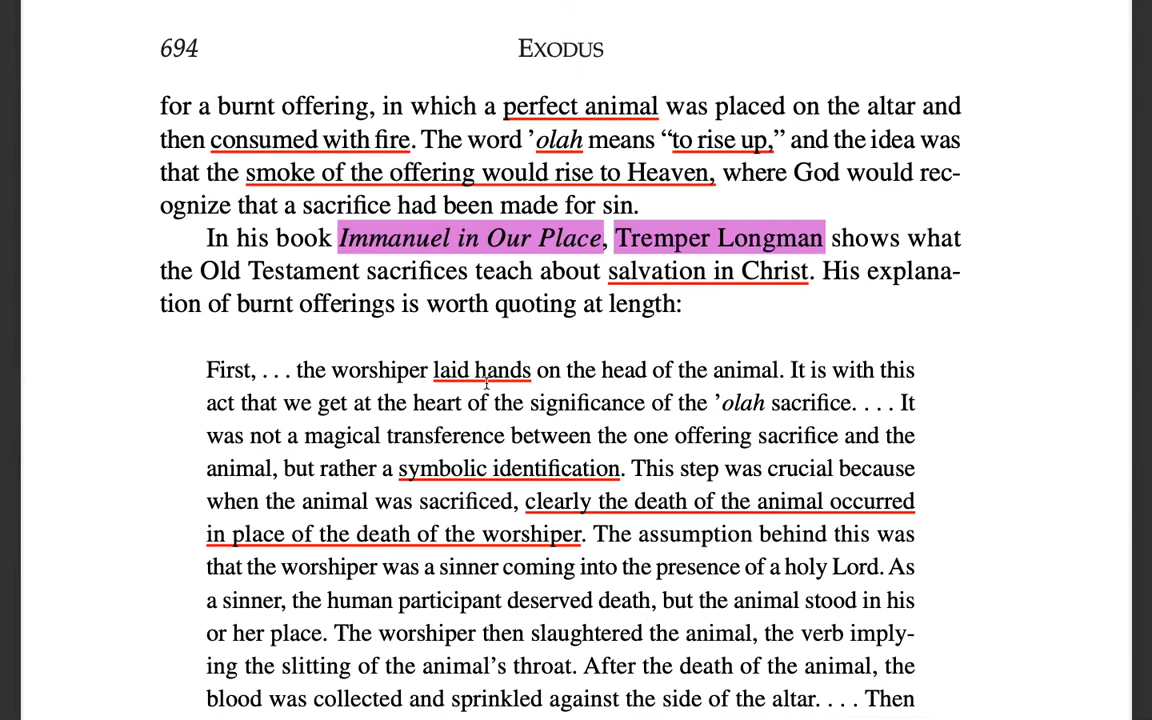 694 EXODUS
for a burnt offering, in which a perfect animal was placed on the altar and
then consumed with fire. The word ’olah means “to rise up,” and the idea was
that the smoke of the offering would rise to Heaven, where God would rec-
ognize that a sacrifice had been made for sin.
In his book Immanuel in Our Place, Tremper Longman shows what
the Old Testament sacrifices teach about salvation in Christ. His explana-
tion of burnt offerings is worth quoting at length:
First, . . . the worshiper laid hands on the head of the animal. It is with this
act that we get at the heart of the significance of the ’olah sacrifice. . . . It
was not a magical transference between the one offering sacrifice and the
animal, but rather a symbolic identification. This step was crucial because
when the animal was sacrificed, clearly the death of the animal occurred
in place of the death of the worshiper. The assumption behind this was
that the worshiper was a sinner coming into the presence of a holy Lord. As
a sinner, the human participant deserved death, but the animal stood in his
or her place. The worshiper then slaughtered the animal, the verb imply-
ing the slitting of the animal’s throat. After the death of the animal, the
blood was collected and sprinkled against the side of the altar. . . . Then